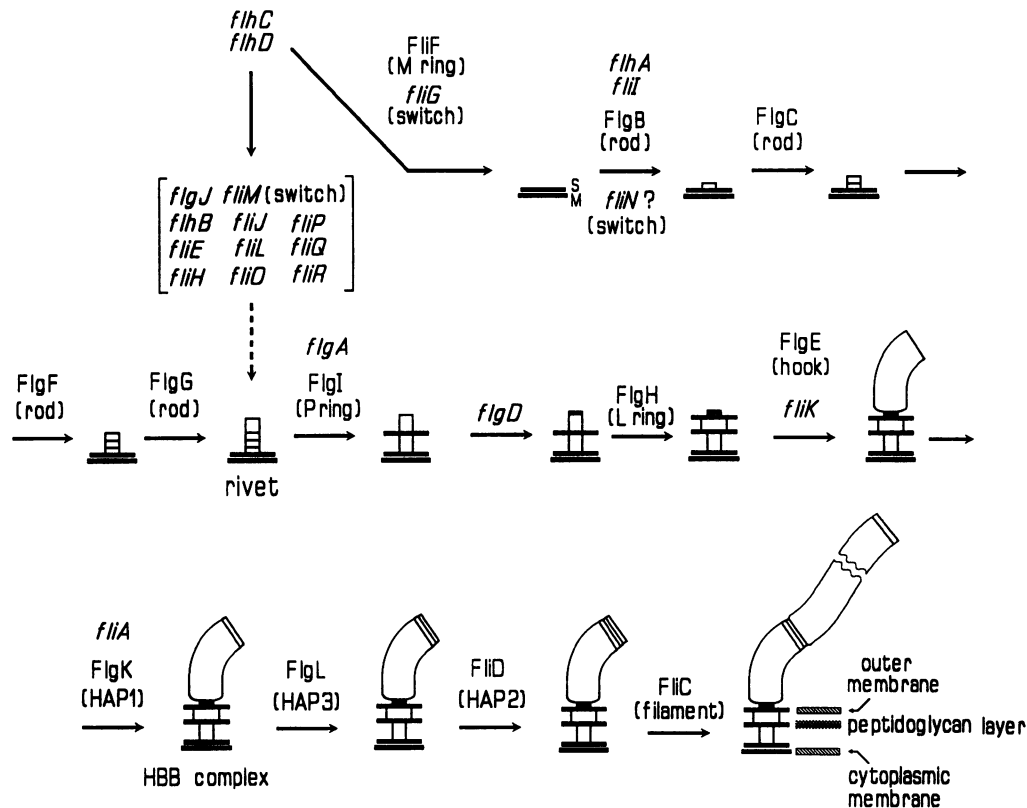 flhC
flhD
FliF
(M ring)
fliG
(switch)
flhA
fliI
FlgB
(rod)
FlgC
(rod)
S
M
fliN ?
(switch)
flgJ fliM (switch)
flhB fliJ fliP
fliE fliL fliQ
fliH fliO fliR
flgA
FlgF
(rod)
FlgG
(rod)
FlgI
(P ring)
flgD
FlgH
(L ring)
FlgE
(hook)
fliK
rivet
fliA
FlgK
(HAP1)
FlgL
(HAP3)
FliD
(HAP2)
FliC
(filament)
outer
membrane
peptidoglycan layer
cytoplasmic
membrane
HBB complex